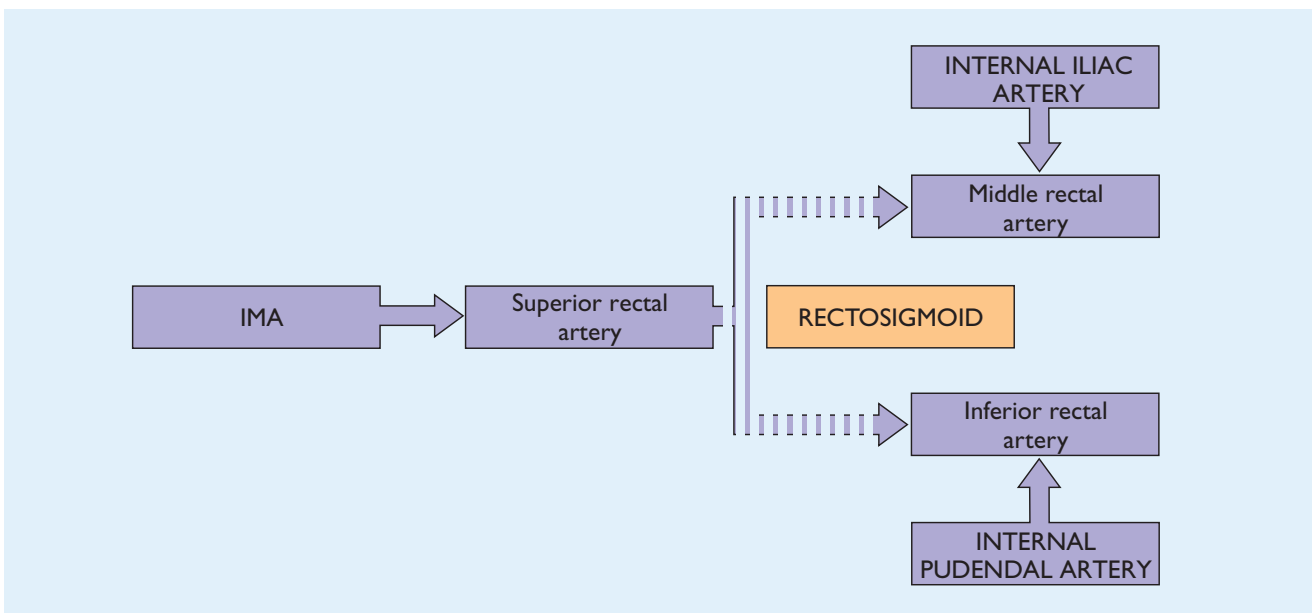 INTERNAL ILIAC
ARTERY
Middle rectal
artery
IMA
Superior rectal
artery
RECTOSIGMOID
Inferior rectal
artery
INTERNAL
PUDENDAL ARTERY